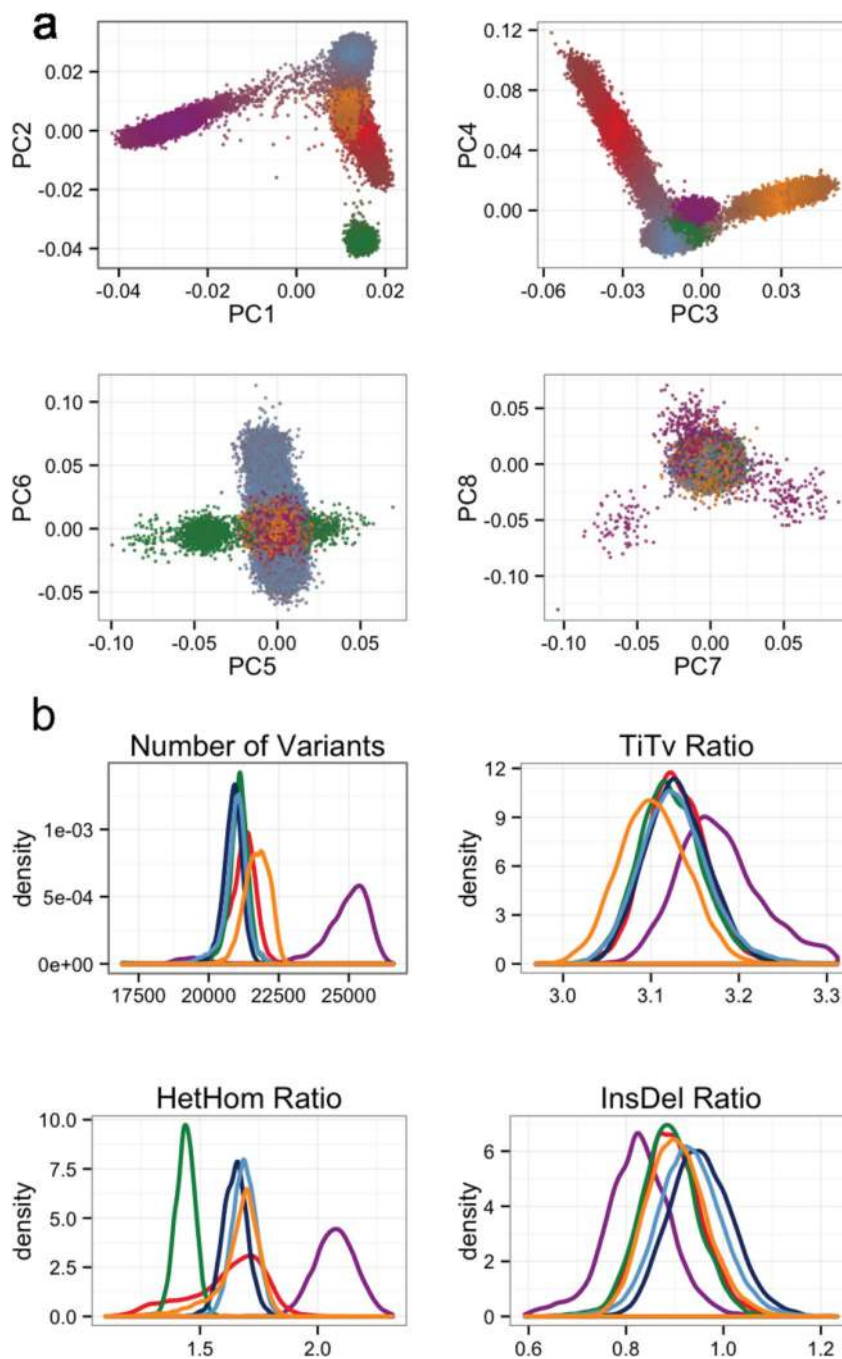 a
0.02
0.00
-0.02
-0.04
PC2
-0.04 -0.02 0.00 0.02
PC1
0.12
0.08
0.04
0.00
PC4
-0.06 -0.03 0.00 0.03
PC3
0.10
0.05
0.00
-0.05
PC6
-0.10 -0.05 0.00 0.05
PC5
0.05
0.00
-0.05
-0.10
PC8
-0.10 -0.05 0.00 0.05
PC7
b
Number of Variants
1e-03
5e-04
0e+00
density
17500 20000 22500 25000
TiTv Ratio
12
9
6
3
0
density
3.0 3.1 3.2 3.3
HetHom Ratio
10.0
7.5
5.0
2.5
0.0
density
1.5 2.0
InsDel Ratio
6
4
2
0
density
0.6 0.8 1.0 1.2